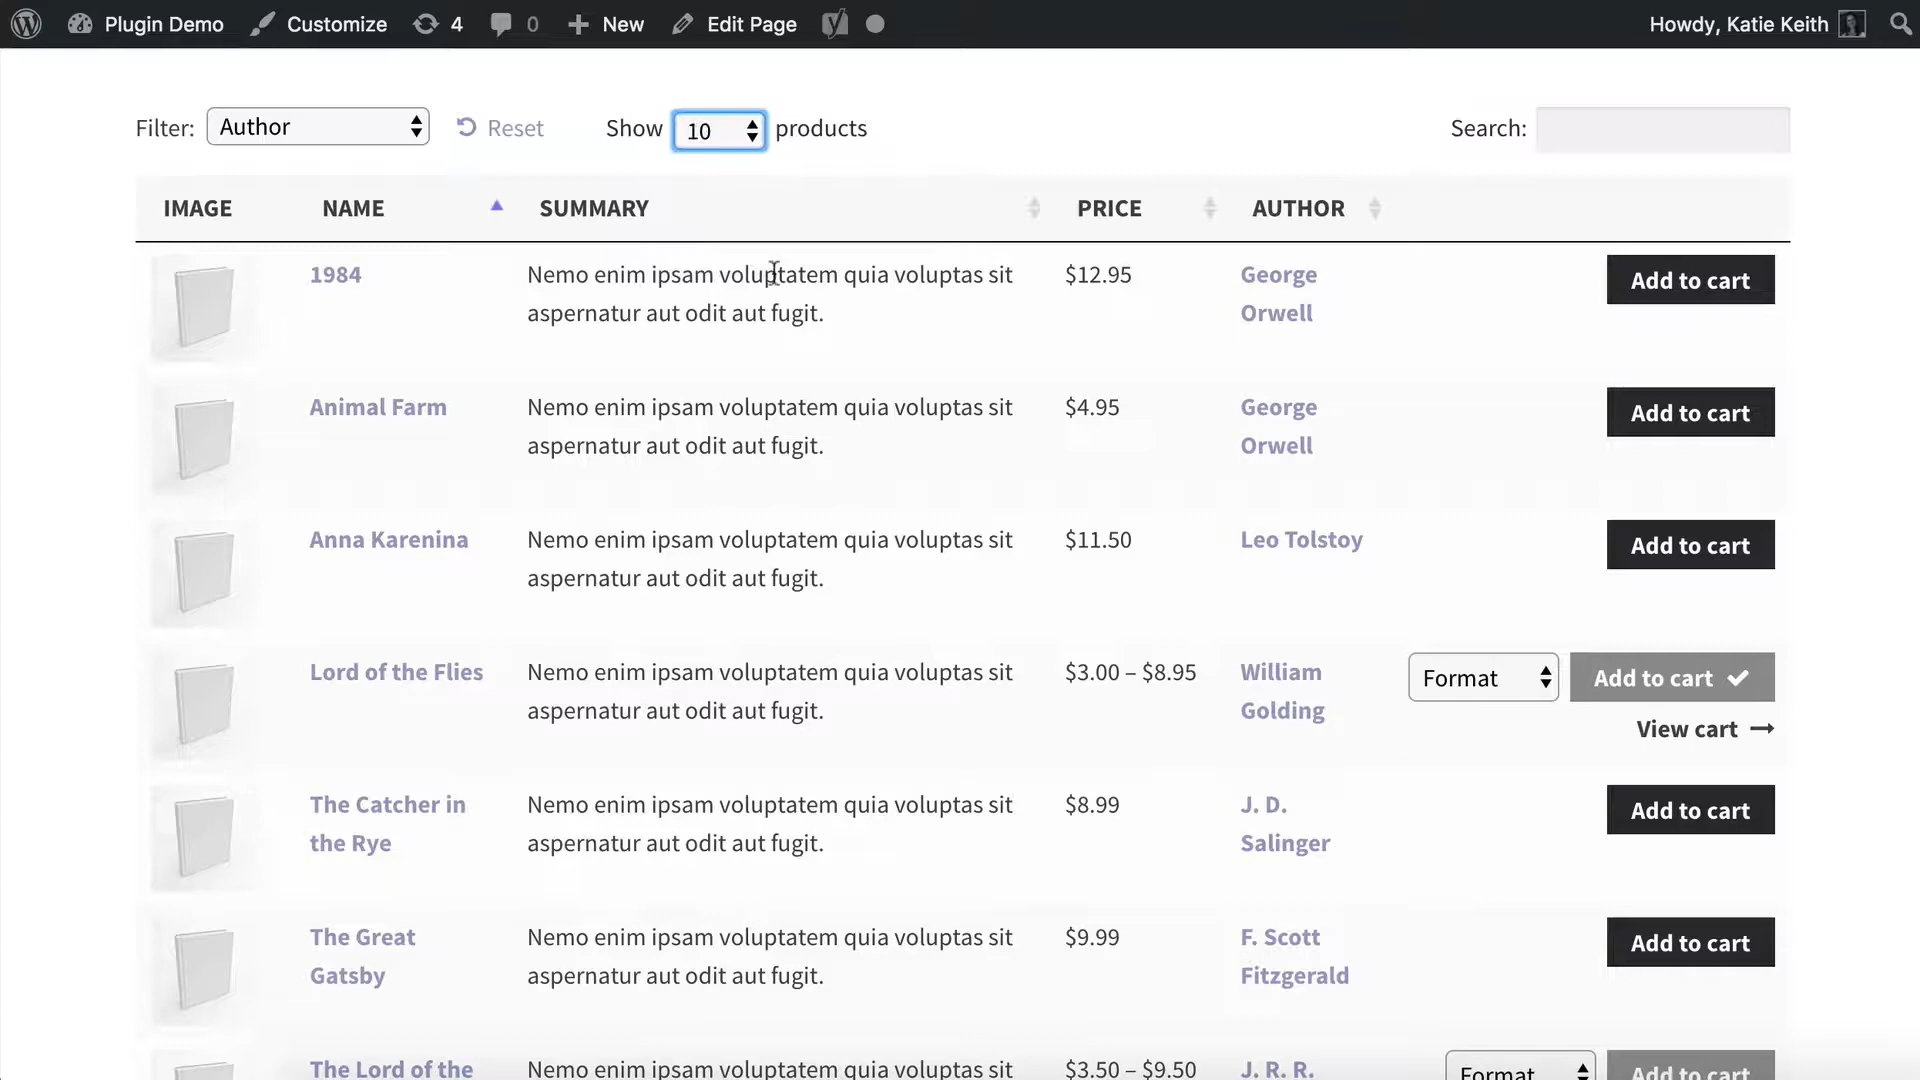 Plugin Demo Customize 4 0 New Edit Page Howdy, Katie Keith
Filter: Author Reset Show 10 products Search:
IMAGE NAME SUMMARY PRICE AUTHOR
1984 Nemo enim ipsam voluptatem quia voluptas sit $12.95 George Add to cart
aspernatur aut odit aut fugit. Orwell
Animal Farm Nemo enim ipsam voluptatem quia voluptas sit $4.95 George Add to cart
aspernatur aut odit aut fugit. Orwell
Anna Karenina Nemo enim ipsam voluptatem quia voluptas sit $11.50 Leo Tolstoy Add to cart
aspernatur aut odit aut fugit.
Lord of the Flies Nemo enim ipsam voluptatem quia voluptas sit $3.00 – $8.95 William Format Add to cart
aspernatur aut odit aut fugit. Golding View cart
The Catcher in Nemo enim ipsam voluptatem quia voluptas sit $8.99 J. D. Add to cart
the Rye aspernatur aut odit aut fugit. Salinger
The Great Nemo enim ipsam voluptatem quia voluptas sit $9.99 F. Scott Add to cart
Gatsby aspernatur aut odit aut fugit. Fitzgerald
The Lord of the Nemo enim ipsam voluptatem quia voluptas sit $3.50 – $9.50 J. R. R. Format Add to cart